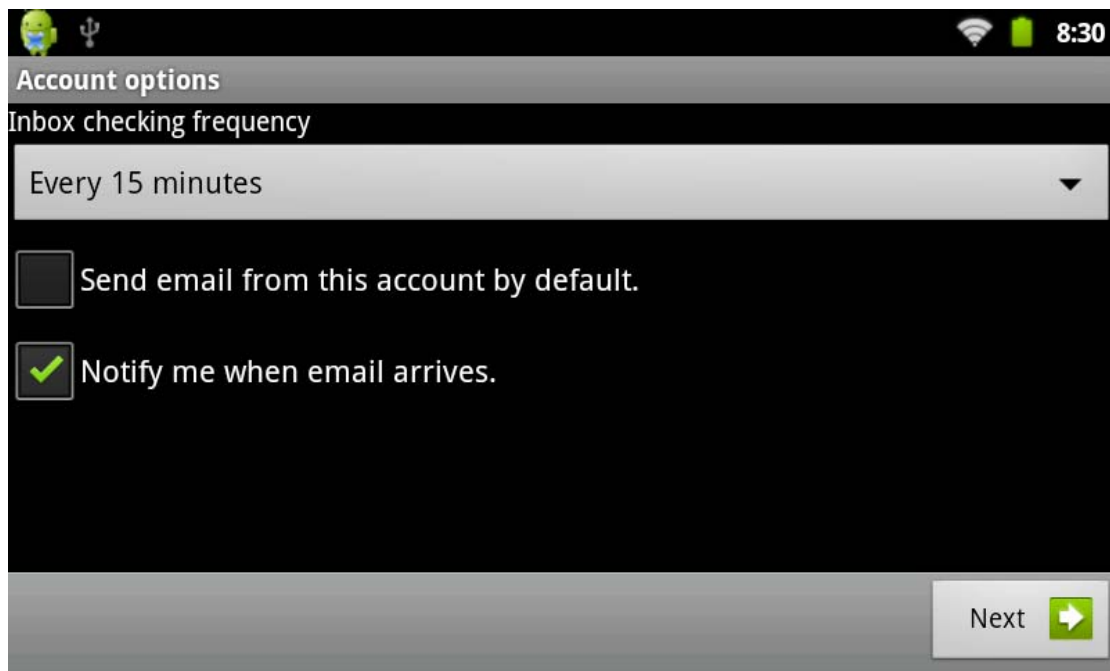 8:30
Account options
Inbox checking frequency
Every 15 minutes
Send email from this account by default.
Notify me when email arrives.
Next